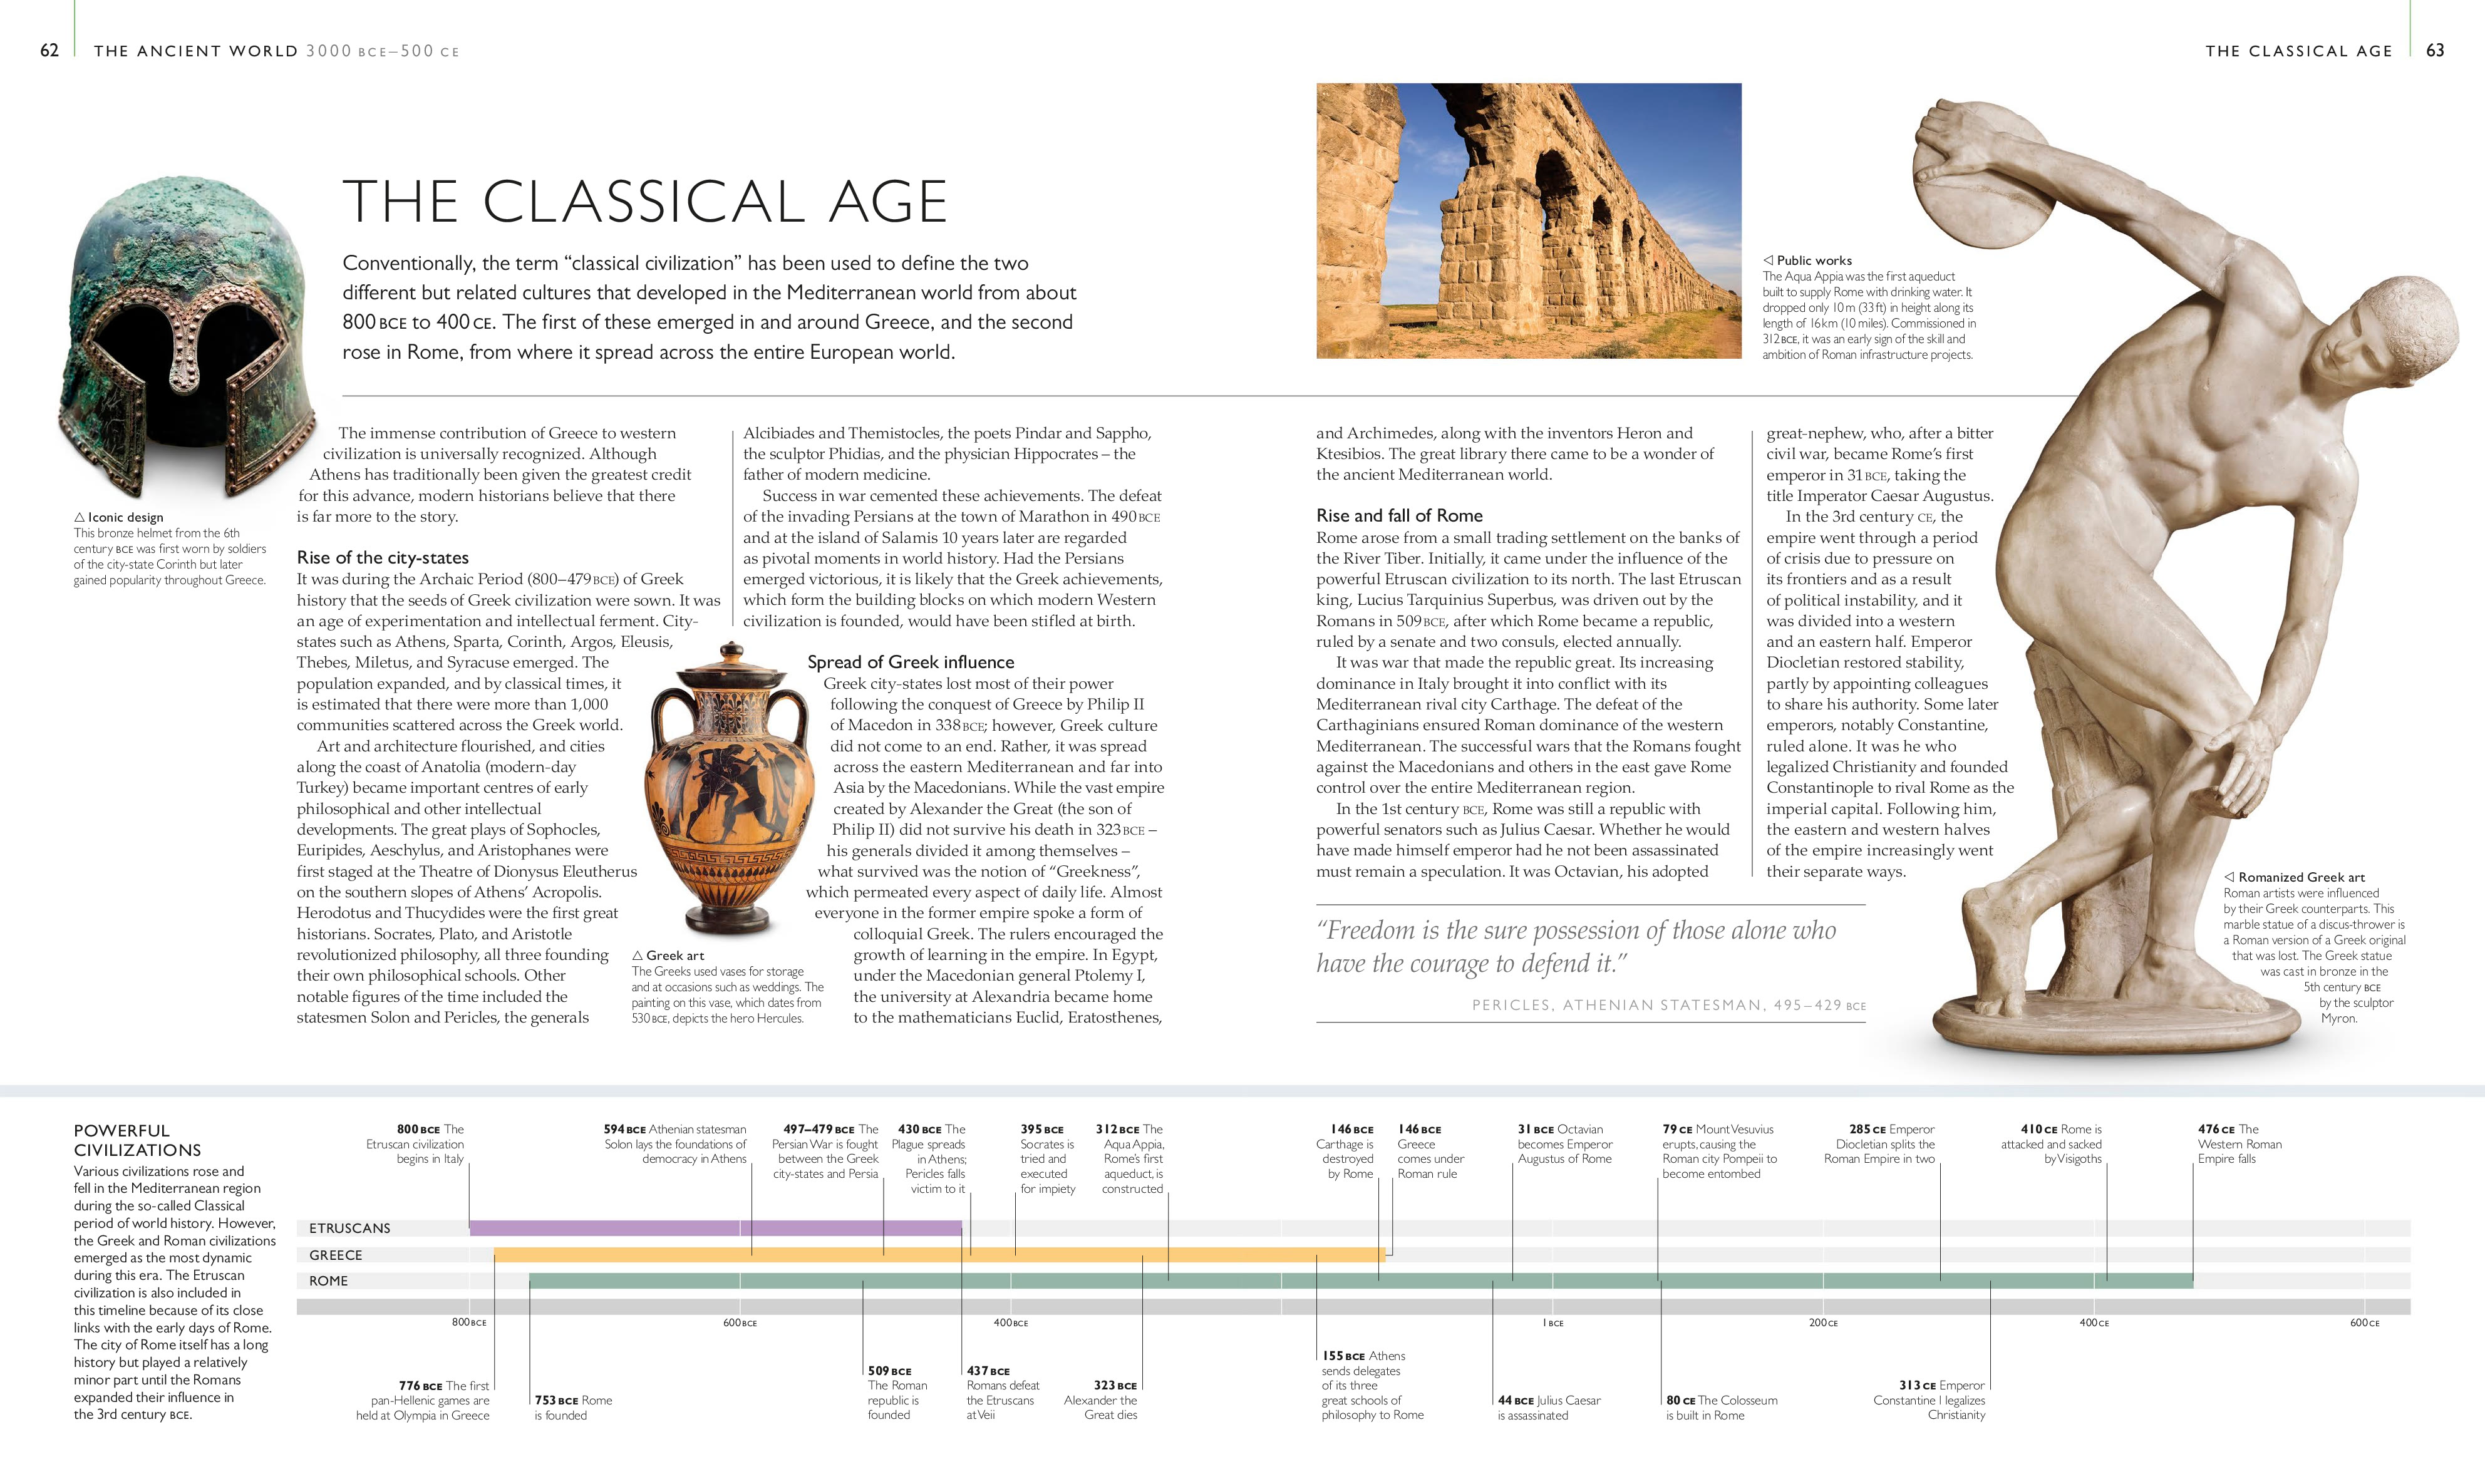 62
THE ANCIENT WORLD 3000 BCE–500 CE
THE CLASSICAL AGE
63
THE CLASSICAL AGE
Conventionally, the term “classical civilization” has been used to define the two
different but related cultures that developed in the Mediterranean world from about
800 BCE to 400 CE. The first of these emerged in and around Greece, and the second
rose in Rome, from where it spread across the entire European world.
△ Iconic design
This bronze helmet from the 6th
century BCE was first worn by soldiers
of the city-state Corinth but later
gained popularity throughout Greece.
The immense contribution of Greece to western
civilization is universally recognized. Although
Athens has traditionally been given the greatest credit
for this advance, modern historians believe that there
is far more to the story.
Rise of the city-states
It was during the Archaic Period (800–479 BCE) of Greek
history that the seeds of Greek civilization were sown. It was
an age of experimentation and intellectual ferment. City-
states such as Athens, Sparta, Corinth, Argos, Eleusis,
Thebes, Miletus, and Syracuse emerged. The
population expanded, and by classical times, it
is estimated that there were more than 1,000
communities scattered across the Greek world.
Art and architecture flourished, and cities
along the coast of Anatolia (modern-day
Turkey) became important centres of early
philosophical and other intellectual
developments. The great plays of Sophocles,
Euripides, Aeschylus, and Aristophanes were
first staged at the Theatre of Dionysus Eleutherus
on the southern slopes of Athens’ Acropolis.
Herodotus and Thucydides were the first great
historians. Socrates, Plato, and Aristotle
revolutionized philosophy, all three founding
their own philosophical schools. Other
notable figures of the time included the
statesmen Solon and Pericles, the generals
Alcibiades and Themistocles, the poets Pindar and Sappho,
the sculptor Phidias, and the physician Hippocrates – the
father of modern medicine.
Success in war cemented these achievements. The defeat
of the invading Persians at the town of Marathon in 490 BCE
and at the island of Salamis 10 years later are regarded
as pivotal moments in world history. Had the Persians
emerged victorious, it is likely that the Greek achievements,
which form the building blocks on which modern Western
civilization is founded, would have been stifled at birth.
Spread of Greek influence
Greek city-states lost most of their power
following the conquest of Greece by Philip II
of Macedon in 338 BCE; however, Greek culture
did not come to an end. Rather, it was spread
across the eastern Mediterranean and far into
Asia by the Macedonians. While the vast empire
created by Alexander the Great (the son of
Philip II) did not survive his death in 323 BCE –
his generals divided it among themselves –
what survived was the notion of “Greekness”,
which permeated every aspect of daily life. Almost
everyone in the former empire spoke a form of
colloquial Greek. The rulers encouraged the
growth of learning in the empire. In Egypt,
under the Macedonian general Ptolemy I,
the university at Alexandria became home
to the mathematicians Euclid, Eratosthenes,
△ Greek art
The Greeks used vases for storage
and at occasions such as weddings. The
painting on this vase, which dates from
530 BCE, depicts the hero Hercules.
◁ Public works
The Aqua Appia was the first aqueduct
built to supply Rome with drinking water. It
dropped only 10 m (33 ft) in height along its
length of 16 km (10 miles). Commissioned in
312 BCE, it was an early sign of the skill and
ambition of Roman infrastructure projects.
and Archimedes, along with the inventors Heron and
Ktesibios. The great library there came to be a wonder of
the ancient Mediterranean world.
Rise and fall of Rome
Rome arose from a small trading settlement on the banks of
the River Tiber. Initially, it came under the influence of the
powerful Etruscan civilization to its north. The last Etruscan
king, Lucius Tarquinius Superbus, was driven out by the
Romans in 509 BCE, after which Rome became a republic,
ruled by a senate and two consuls, elected annually.
It was war that made the republic great. Its increasing
dominance in Italy brought it into conflict with its
Mediterranean rival city Carthage. The defeat of the
Carthaginians ensured Roman dominance of the western
Mediterranean. The successful wars that the Romans fought
against the Macedonians and others in the east gave Rome
control over the entire Mediterranean region.
In the 1st century BCE, Rome was still a republic with
powerful senators such as Julius Caesar. Whether he would
have made himself emperor had he not been assassinated
must remain a speculation. It was Octavian, his adopted
great-nephew, who, after a bitter
civil war, became Rome’s first
emperor in 31 BCE, taking the
title Imperator Caesar Augustus.
In the 3rd century CE, the
empire went through a period
of crisis due to pressure on
its frontiers and as a result
of political instability, and it
was divided into a western
and an eastern half. Emperor
Diocletian restored stability,
partly by appointing colleagues
to share his authority. Some later
emperors, notably Constantine,
ruled alone. It was he who
legalized Christianity and founded
Constantinople to rival Rome as the
imperial capital. Following him,
the eastern and western halves
of the empire increasingly went
their separate ways.
“Freedom is the sure possession of those alone who
have the courage to defend it.”
PERICLES, ATHENIAN STATESMAN, 495–429 BCE
◁ Romanized Greek art
Roman artists were influenced
by their Greek counterparts. This
marble statue of a discus-thrower is
a Roman version of a Greek original
that was lost. The Greek statue
was cast in bronze in the
5th century BCE
by the sculptor
Myron.
POWERFUL
CIVILIZATIONS
Various civilizations rose and
fell in the Mediterranean region
during the so-called Classical
period of world history. However,
the Greek and Roman civilizations
emerged as the most dynamic
during this era. The Etruscan
civilization is also included in
this timeline because of its close
links with the early days of Rome.
The city of Rome itself has a long
history but played a relatively
minor part until the Romans
expanded their influence in
the 3rd century BCE.
800 BCE The
Etruscan civilization
begins in Italy
594 BCE Athenian statesman
Solon lays the foundations of
democracy in Athens
497–479 BCE The
Persian War is fought
between the Greek
city-states and Persia
430 BCE The
Plague spreads
in Athens;
Pericles falls
victim to it
395 BCE
Socrates is
tried and
executed
for impiety
312 BCE The
Aqua Appia,
Rome’s first
aqueduct, is
constructed
146 BCE
Carthage is
destroyed
by Rome
146 BCE
Greece
comes under
Roman rule
31 BCE Octavian
becomes Emperor
Augustus of Rome
79 CE Mount Vesuvius
erupts, causing the
Roman city Pompeii to
become entombed
285 CE Emperor
Diocletian splits the
Roman Empire in two
410 CE Rome is
attacked and sacked
by Visigoths
476 CE The
Western Roman
Empire falls
ETRUSCANS
GREECE
ROME
800 BCE
600 BCE
400 BCE
1 BCE
200 CE
400 CE
600 CE
776 BCE The first
pan-Hellenic games are
held at Olympia in Greece
753 BCE Rome
is founded
509 BCE
The Roman
republic is
founded
437 BCE
Romans defeat
the Etruscans
at Veii
323 BCE
Alexander the
Great dies
155 BCE Athens
sends delegates
of its three
great schools of
philosophy to Rome
44 BCE Julius Caesar
is assassinated
80 CE The Colosseum
is built in Rome
313 CE Emperor
Constantine I legalizes
Christianity